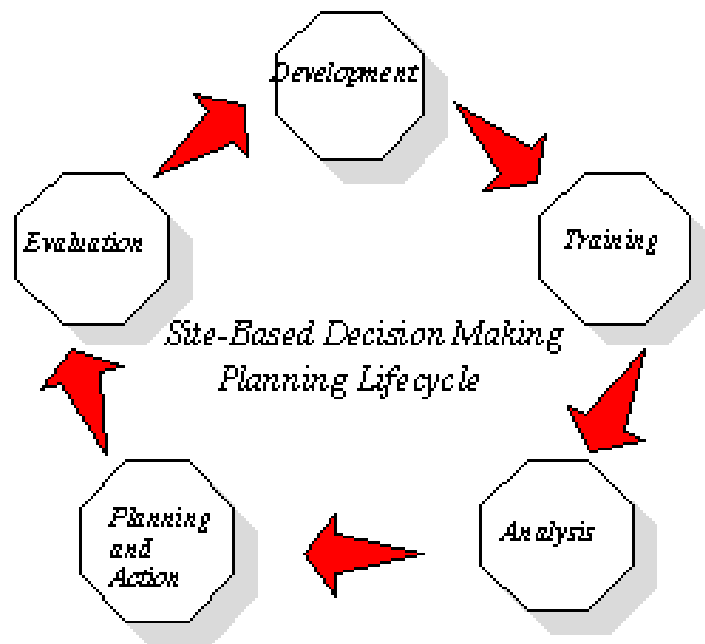 Development
Evaluation
Training
Site-Based Decision Making
Planning Lifecycle
Planning
and
Action
Analysis